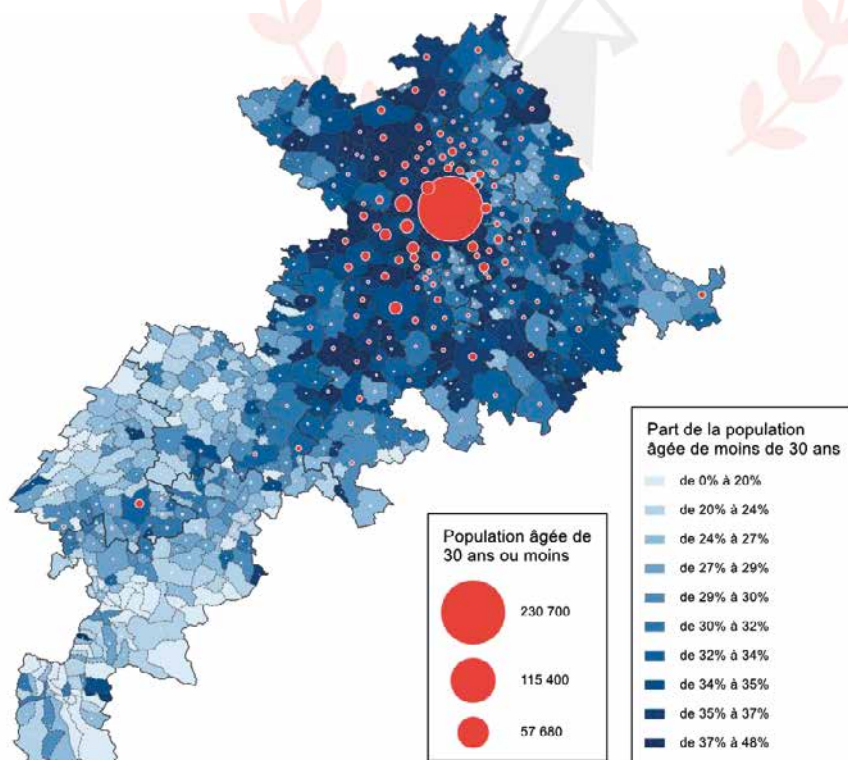 Part de la population
âgée de moins de 30 ans
de 0% à 20%
de 20% à 24%
de 24% à 27%
de 27% à 29%
de 29% à 30%
de 30% à 32%
de 32% à 34%
de 34% à 35%
de 35% à 37%
de 37% à 48%
Population âgée de
30 ans ou moins
230 700
115 400
57 680